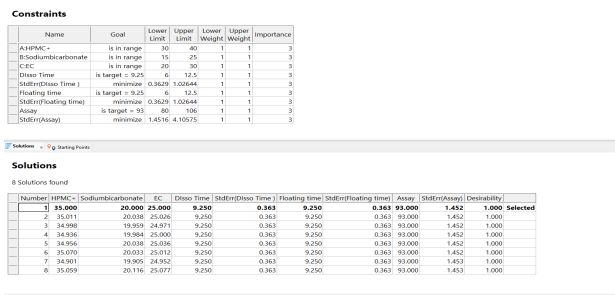 Constraints
Name Goal Lower Limit Upper Limit Lower Weight Upper Weight Importance
A:HPMC+ is in range 30 40 1 1 3
B:Sodiumbicarbonate is in range 15 25 1 1 3
C:EC is in range 20 30 1 1 3
DIsso Time is target = 9.25 6 12.5 1 1 3
StdErr(DIsso Time ) minimize 0.3629 1.02644 1 1 3
Floating time is target = 9.25 6 12.5 1 1 3
StdErr(Floating time) minimize 0.3629 1.02644 1 1 3
Assay is target = 93 80 106 1 1 3
StdErr(Assay) minimize 1.4516 4.10575 1 1 3
Solutions Starting Points
Solutions
8 Solutions found
Number HPMC+ Sodiumbicarbonate EC DIsso Time StdErr(DIsso Time ) Floating time StdErr(Floating time) Assay StdErr(Assay) Desirability
1 35.000 20.000 25.000 9.250 0.363 9.250 0.363 93.000 1.452 1.000 Selected
2 35.011 20.038 25.026 9.250 0.363 9.250 0.363 93.000 1.452 1.000
3 34.998 19.959 24.971 9.250 0.363 9.250 0.363 93.000 1.452 1.000
4 34.936 19.984 25.000 9.250 0.363 9.250 0.363 93.000 1.452 1.000
5 34.956 20.038 25.036 9.250 0.363 9.250 0.363 93.000 1.452 1.000
6 35.070 20.033 25.012 9.250 0.363 9.250 0.363 93.000 1.452 1.000
7 34.901 19.905 24.952 9.250 0.363 9.250 0.363 93.000 1.453 1.000
8 35.059 20.116 25.077 9.250 0.363 9.250 0.363 93.000 1.453 1.000